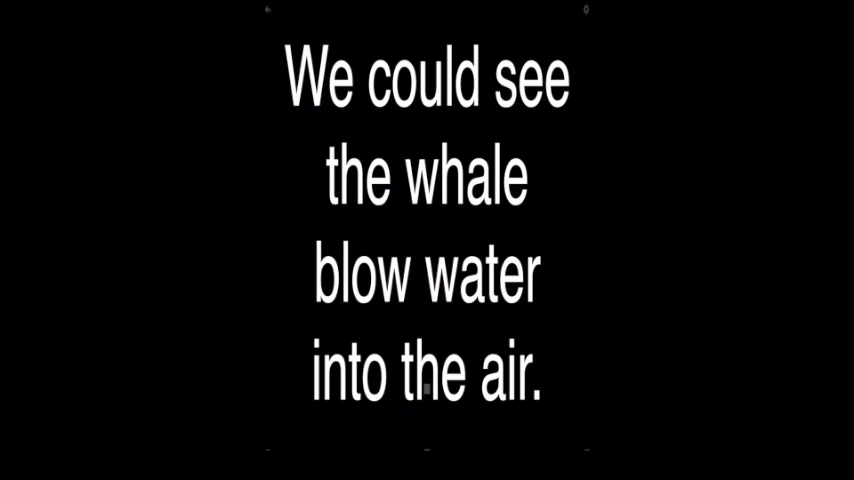 We could see
the whale
blow water
into the air.